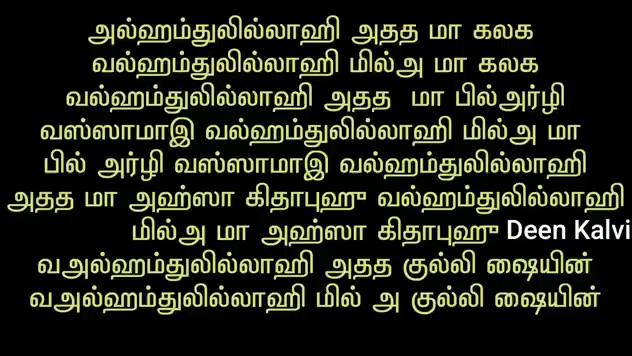 அல்ஹம்துலில்லாஹி அதத மா கலக
வல்ஹம்துலில்லாஹி மில்அ மா கலக
வல்ஹம்துலில்லாஹி அதத மா பில்அர்ழி
வஸ்ஸாமாஇ வல்ஹம்துலில்லாஹி மில்அ மா
பில் அர்ழி வஸ்ஸாமாஇ வல்ஹம்துலில்லாஹி
அதத மா அஹ்ஸா கிதாபுஹு வல்ஹம்துலில்லாஹி
மில்அ மா அஹ்ஸா கிதாபுஹு Deen Kalvi
வஅல்ஹம்துலில்லாஹி அதத குல்லி ஷையின்
வஅல்ஹம்துலில்லாஹி மில் அ குல்லி ஷையின்